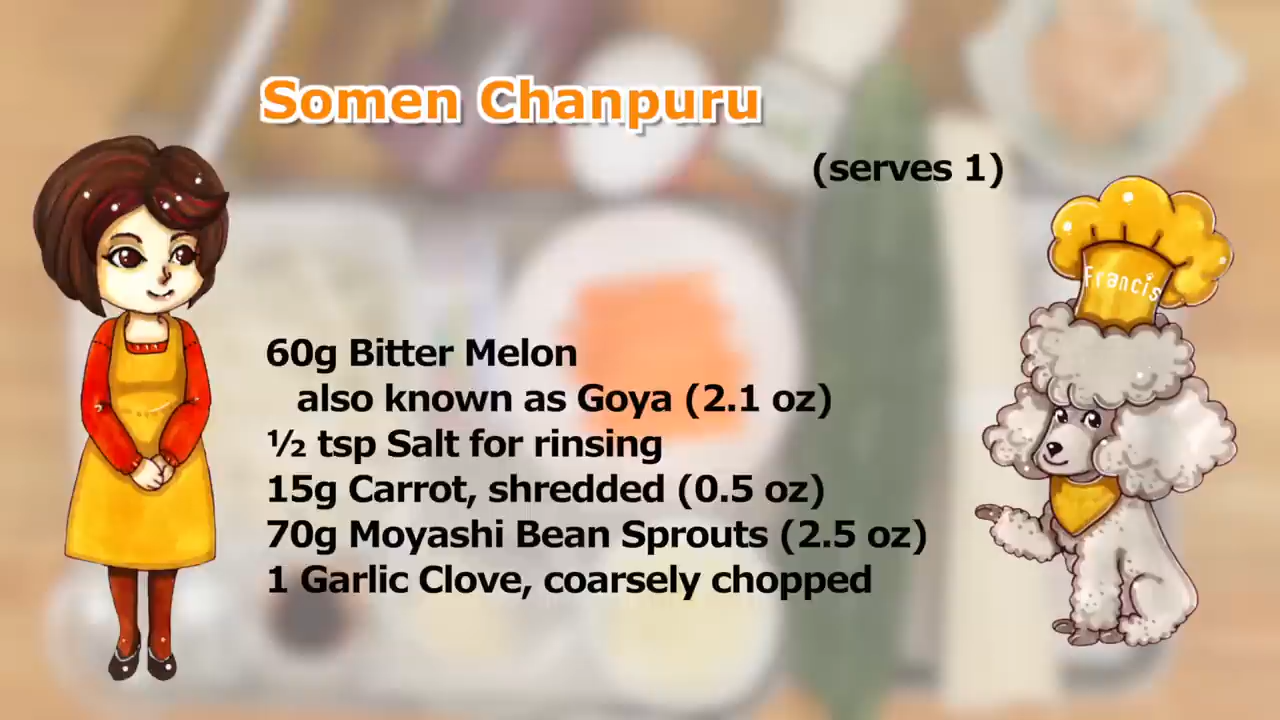 Somen Chanpuru
(serves 1)
Francis
60g Bitter Melon
also known as Goya (2.1 oz)
½ tsp Salt for rinsing
15g Carrot, shredded (0.5 oz)
70g Moyashi Bean Sprouts (2.5 oz)
1 Garlic Clove, coarsely chopped